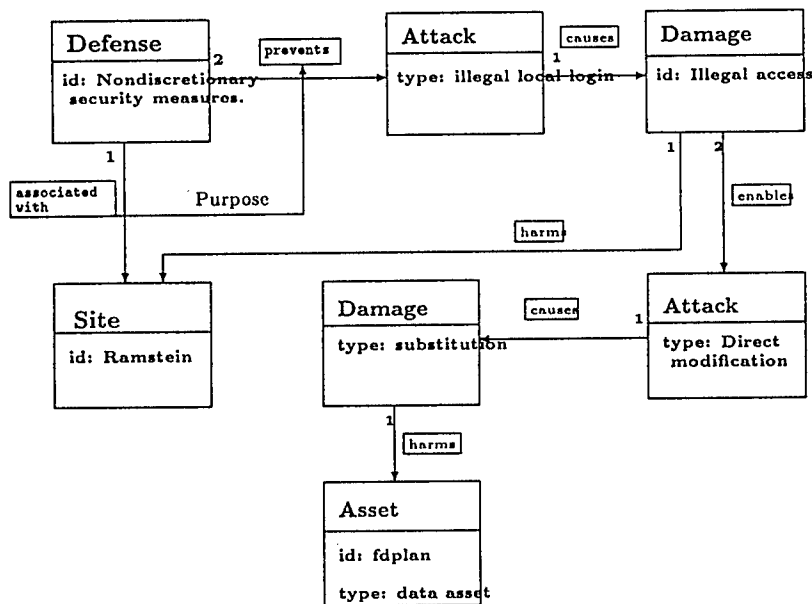 Defense
id: Nondiscretionary
security measures.
2
prevents
Attack
type: illegal local login
1
causes
Damage
id: Illegal access
1
associated
with
Purpose
1
2
enables
harms
Site
id: Ramstein
Damage
type: substitution
causes
1
Attack
type: Direct
modification
1
harms
Asset
id: fdplan
type: data asset